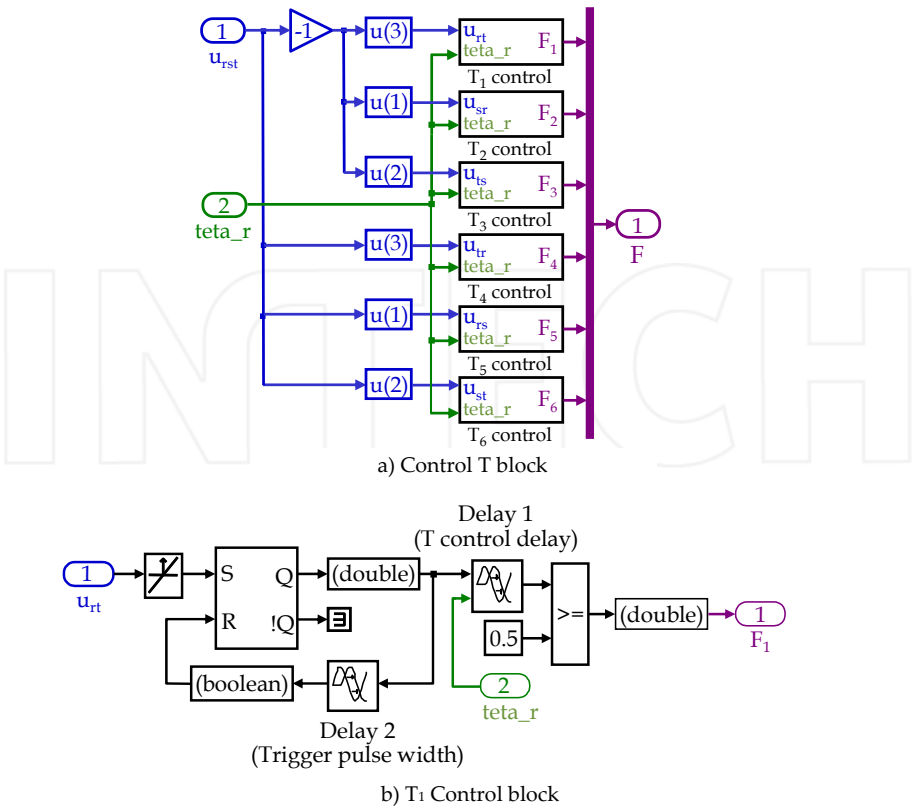 1
u_rst
-1
u(3)
u_rt
teta_r
F_1
T_1 control
u(1)
u_sr
teta_r
F_2
T_2 control
u(2)
u_ts
teta_r
F_3
T_3 control
2
teta_r
1
F
u(3)
u_tr
teta_r
F_4
T_4 control
u(1)
u_rs
teta_r
F_5
T_5 control
u(2)
u_st
teta_r
F_6
T_6 control
INTECH
a) Control T block
Delay 1
(T control delay)
1
u_rt
S
Q
R
!Q
(double)
>=
0.5
(double)
1
F_1
(boolean)
2
teta_r
Delay 2
(Trigger pulse width)
b) T1 Control block